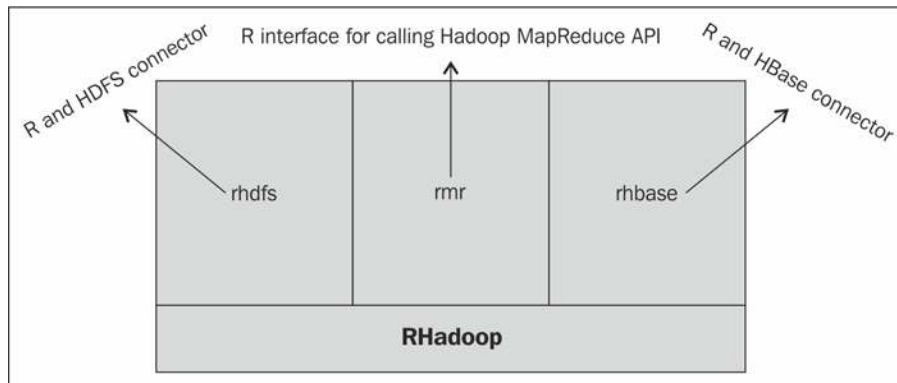 R and HDFS connector
R interface for calling Hadoop MapReduce API
R and HBase connector
rhdfs
rmr
rhbase
RHadoop